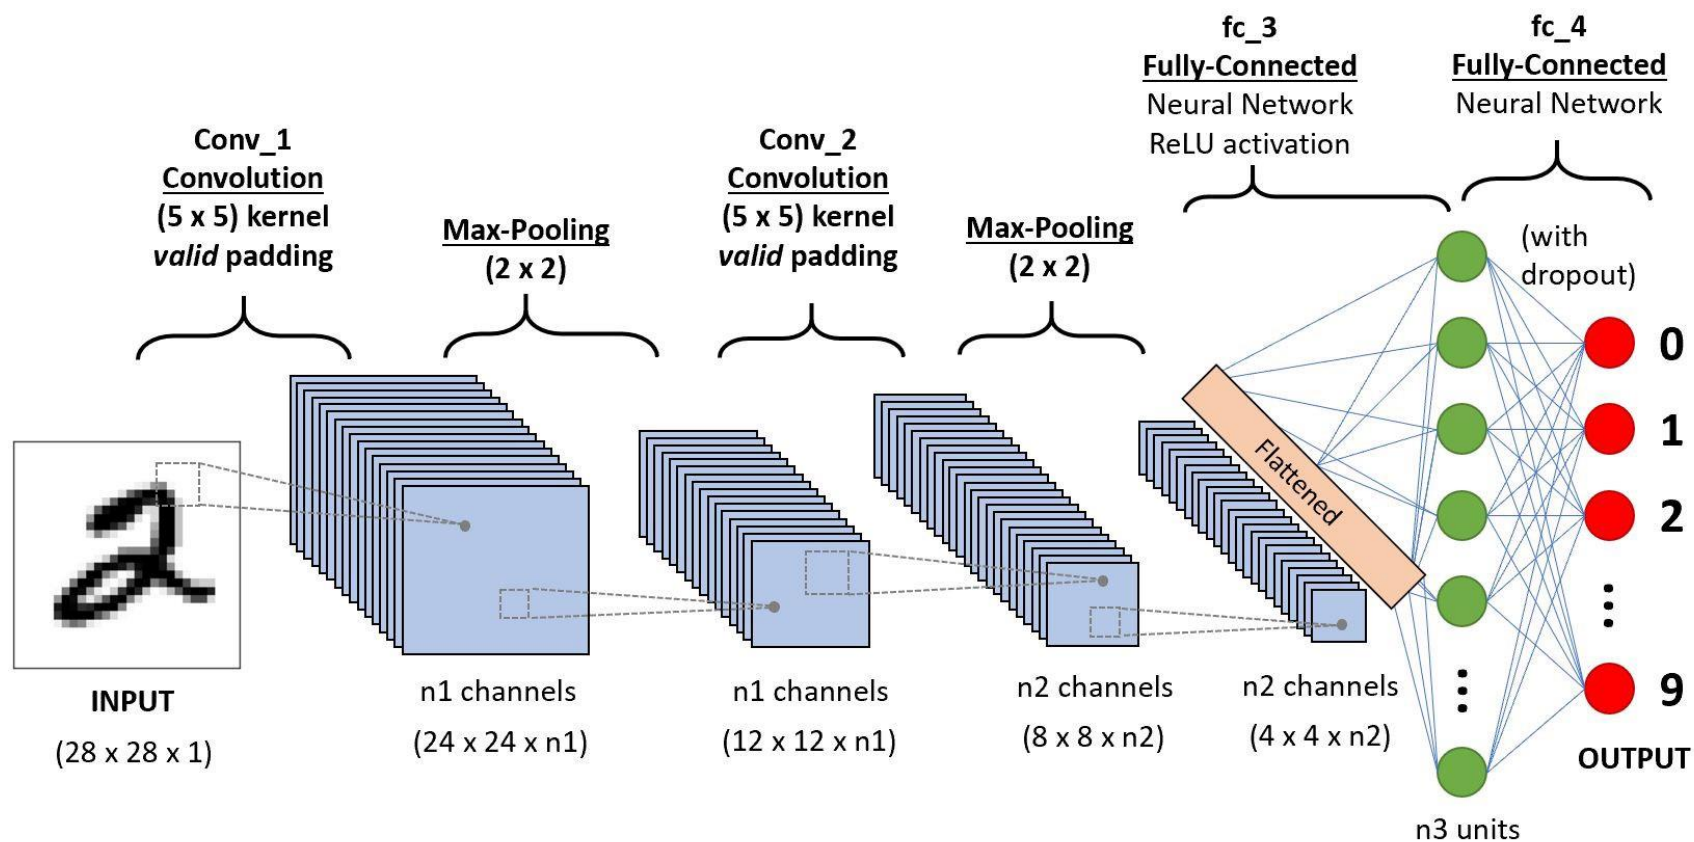 Conv_1
Convolution
(5 x 5) kernel
valid padding
Max-Pooling
(2 x 2)
Conv_2
Convolution
(5 x 5) kernel
valid padding
Max-Pooling
(2 x 2)
fc_3
Fully-Connected
Neural Network
ReLU activation
fc_4
Fully-Connected
Neural Network
(with
dropout)
2
Flattened
0
1
2
9
INPUT
(28 x 28 x 1)
n1 channels
(24 x 24 x n1)
n1 channels
(12 x 12 x n1)
n2 channels
(8 x 8 x n2)
n2 channels
(4 x 4 x n2)
n3 units
OUTPUT